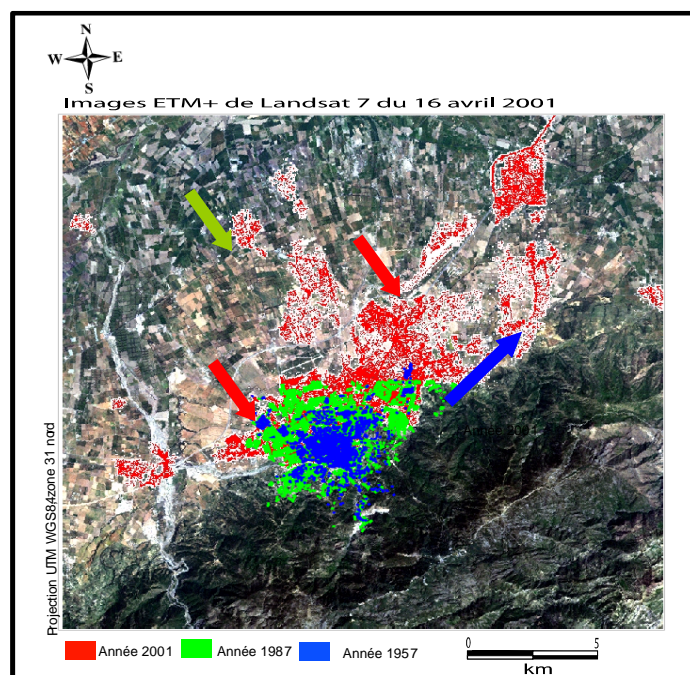 N
W E
S
Images ETM+ de Landsat 7 du 16 avril 2001
Projection UTM WGS84zone 31 nord
Année 2001 Année 1987 Année 1957
0 5
km